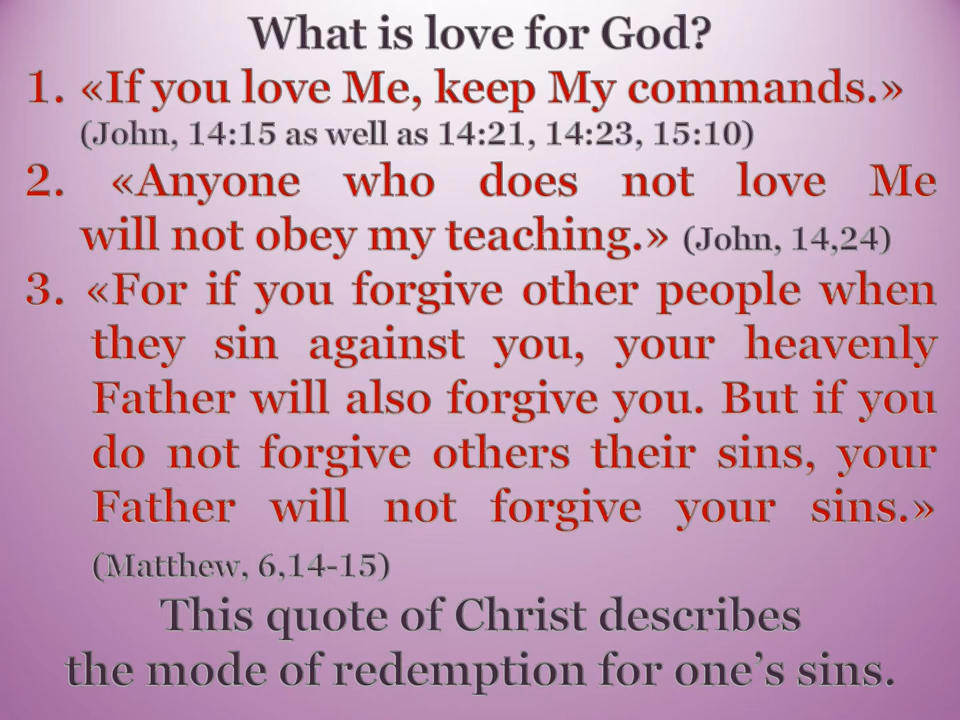 What is love for God?
1. «If you love Me, keep My commands.»
(John, 14:15 as well as 14:21, 14:23, 15:10)
2. «Anyone who does not love Me
will not obey my teaching.» (John, 14,24)
3. «For if you forgive other people when
they sin against you, your heavenly
Father will also forgive you. But if you
do not forgive others their sins, your
Father will not forgive your sins.»
(Matthew, 6,14-15)
This quote of Christ describes
the mode of redemption for one’s sins.